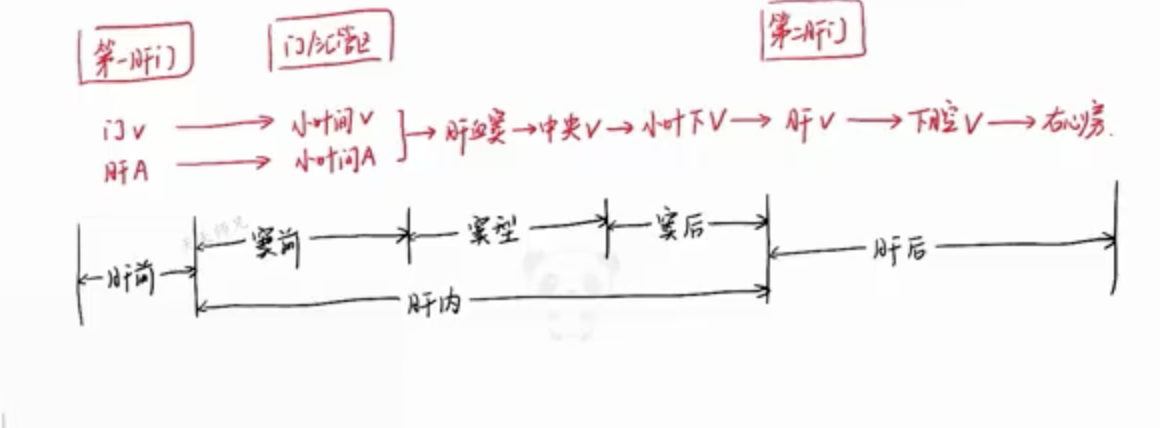 第一肝门 门/汇管区 第二肝门
门V → 小叶间V
肝A → 小叶间A
} → 肝血窦 → 中央V → 小叶下V → 肝V → 下腔V → 右心房.
窦前 窦型 窦后 肝后
肝前
肝内